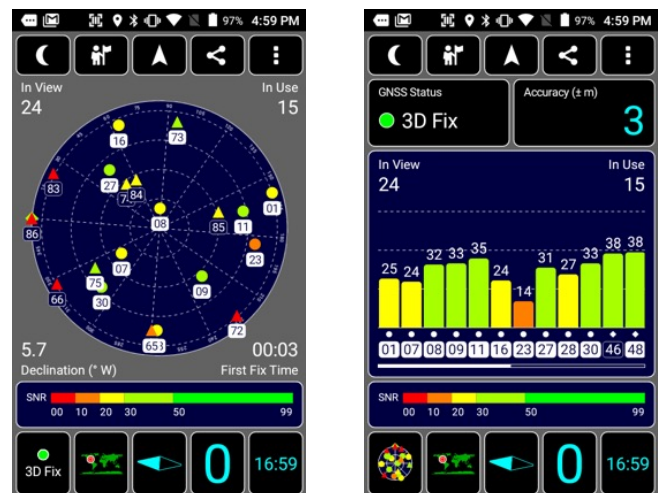 97% 4:59 PM
In View
In Use
24
15
16
73
83
27
84
01
08
85
11
86
23
07
75
30
09
66
72
5.7
00:03
Declination (° W)
First Fix Time
SNR
00 10 20 30 50 99
3D Fix
0
16:59
97% 4:59 PM
GNSS Status
Accuracy (± m)
3D Fix
3
In View
In Use
24
15
25 24 32 33 35 24 14 31 27 33 38 38
01 07 08 09 11 16 23 27 28 30 46 48
SNR
00 10 20 30 50 99
0
16:59